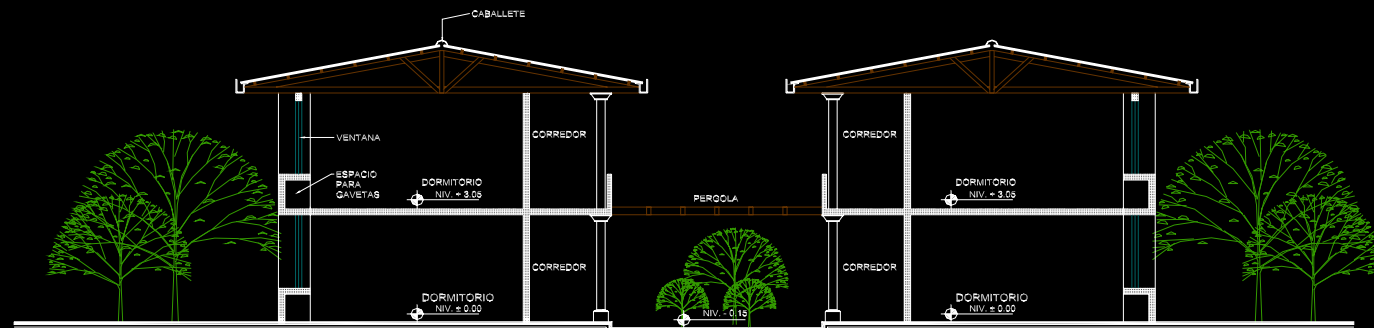 CABALLETE
VENTANA
CORREDOR
CORREDOR
ESPACIO
PARA
GAVETAS
DORMITORIO
NIV. + 3.05
PERGOLA
DORMITORIO
NIV. + 3.05
CORREDOR
CORREDOR
DORMITORIO
NIV. ± 0.00
NIV. - 0.15
DORMITORIO
NIV. ± 0.00